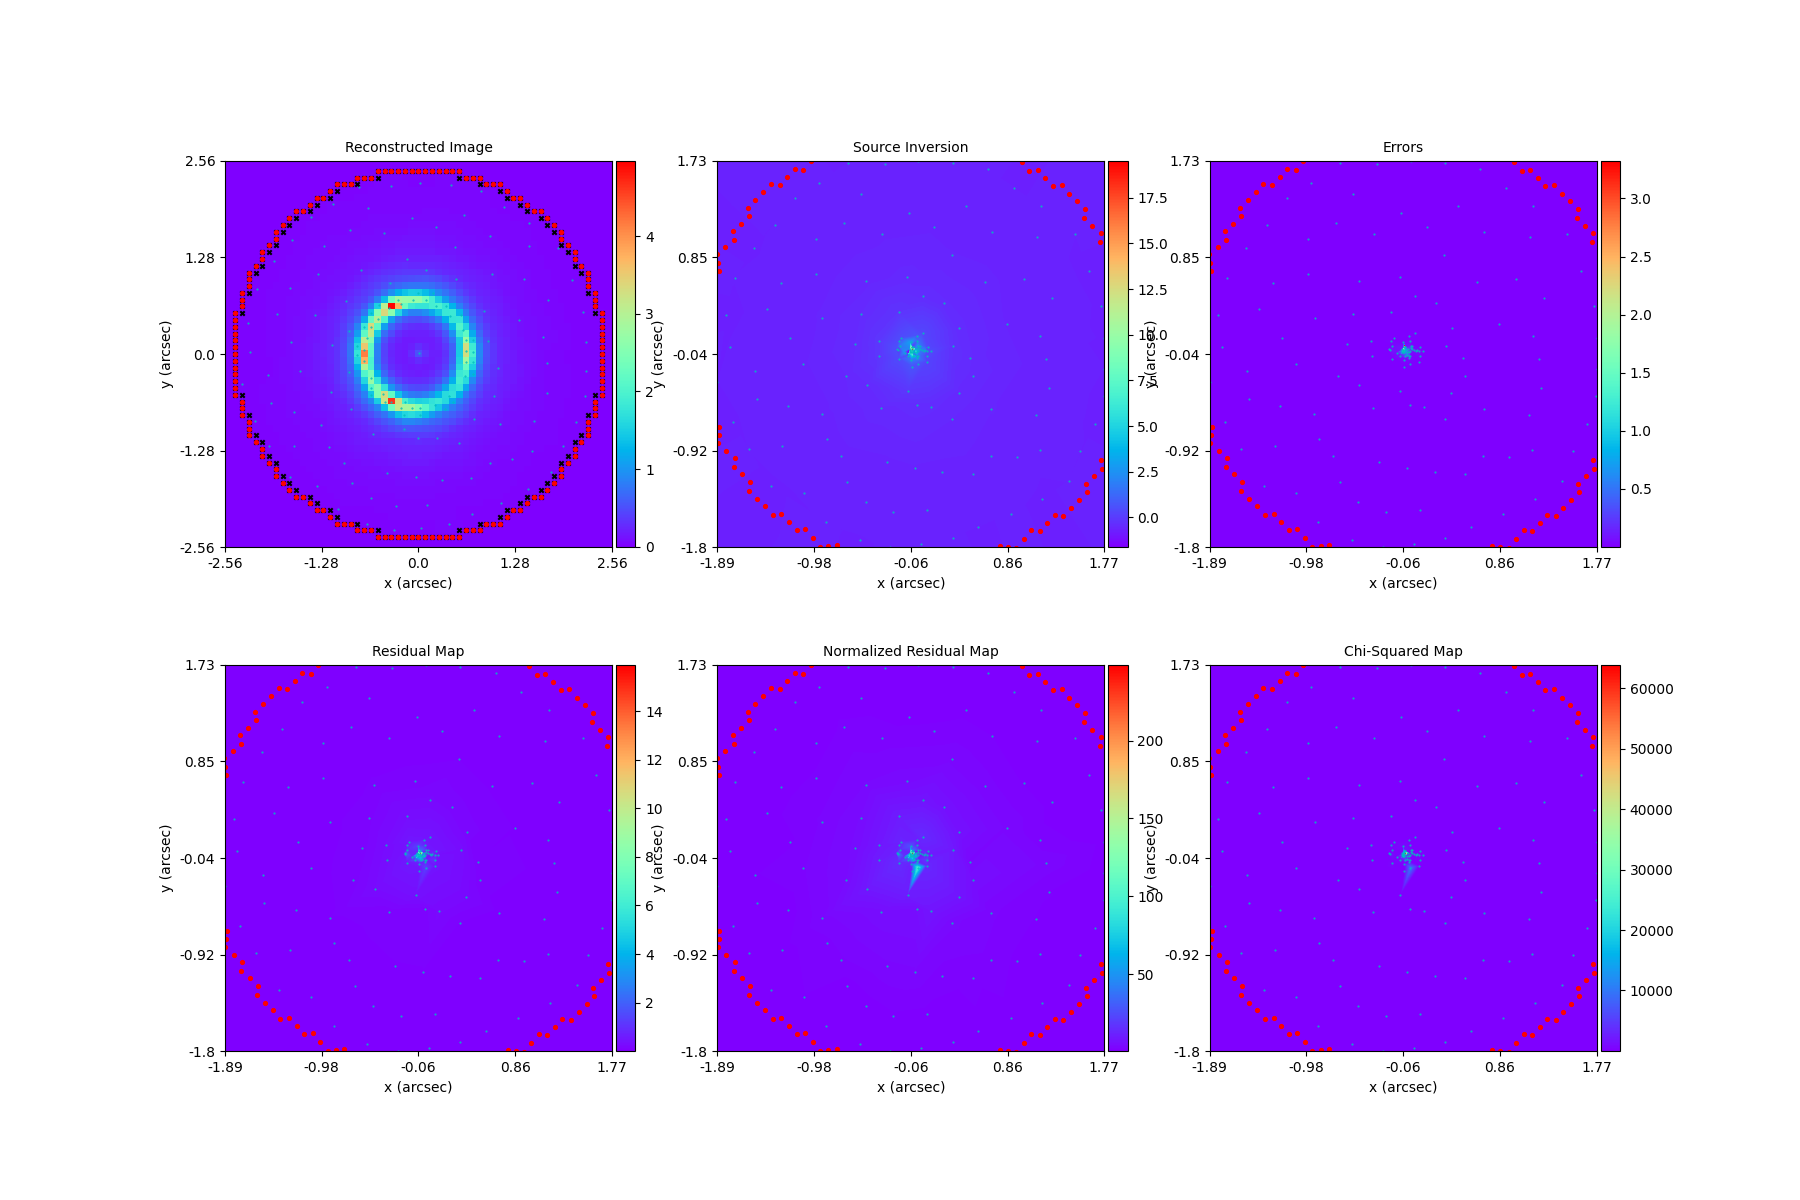 Reconstructed Image
Source Inversion
Errors
2.56
1.28
0.0
-1.28
-2.56
y (arcsec)
-2.56 -1.28 0.0 1.28 2.56
x (arcsec)
4
3
2
1
0
1.73
0.85
-0.04
-0.92
-1.8
y (arcsec)
-1.89 -0.98 -0.06 0.86 1.77
x (arcsec)
17.5
15.0
12.5
10.0
7.5
5.0
2.5
0.0
1.73
0.85
-0.04
-0.92
-1.8
y (arcsec)
-1.89 -0.98 -0.06 0.86 1.77
x (arcsec)
3.0
2.5
2.0
1.5
1.0
0.5
Residual Map
Normalized Residual Map
Chi-Squared Map
1.73
0.85
-0.04
-0.92
-1.8
y (arcsec)
-1.89 -0.98 -0.06 0.86 1.77
x (arcsec)
14
12
10
8
6
4
2
1.73
0.85
-0.04
-0.92
-1.8
y (arcsec)
-1.89 -0.98 -0.06 0.86 1.77
x (arcsec)
200
150
100
50
1.73
0.85
-0.04
-0.92
-1.8
y (arcsec)
-1.89 -0.98 -0.06 0.86 1.77
x (arcsec)
60000
50000
40000
30000
20000
10000